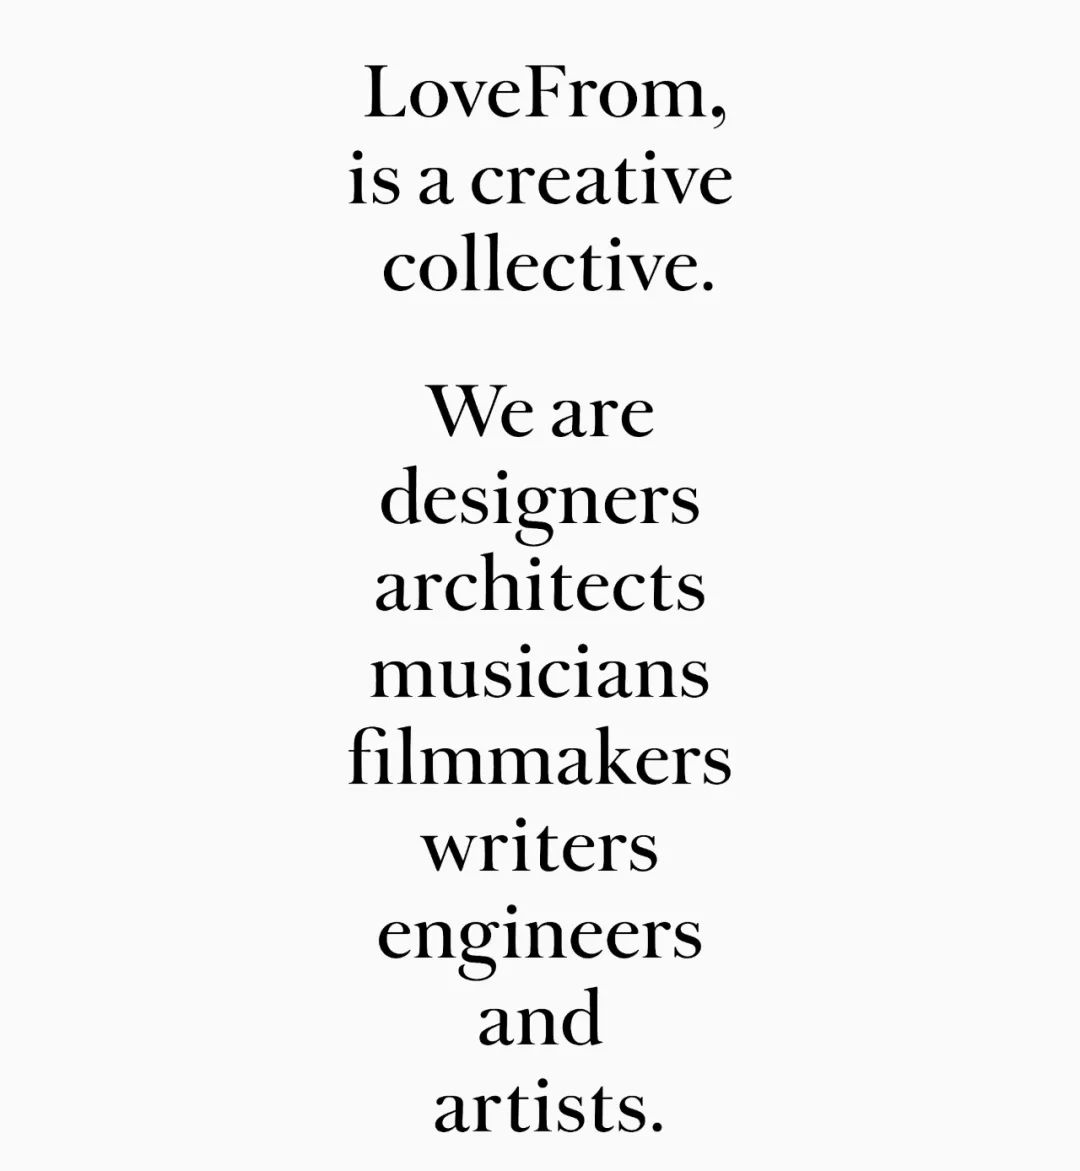 LoveFrom,
is a creative
collective.
We are
designers
architects
musicians
filmmakers
writers
engineers
and
artists.